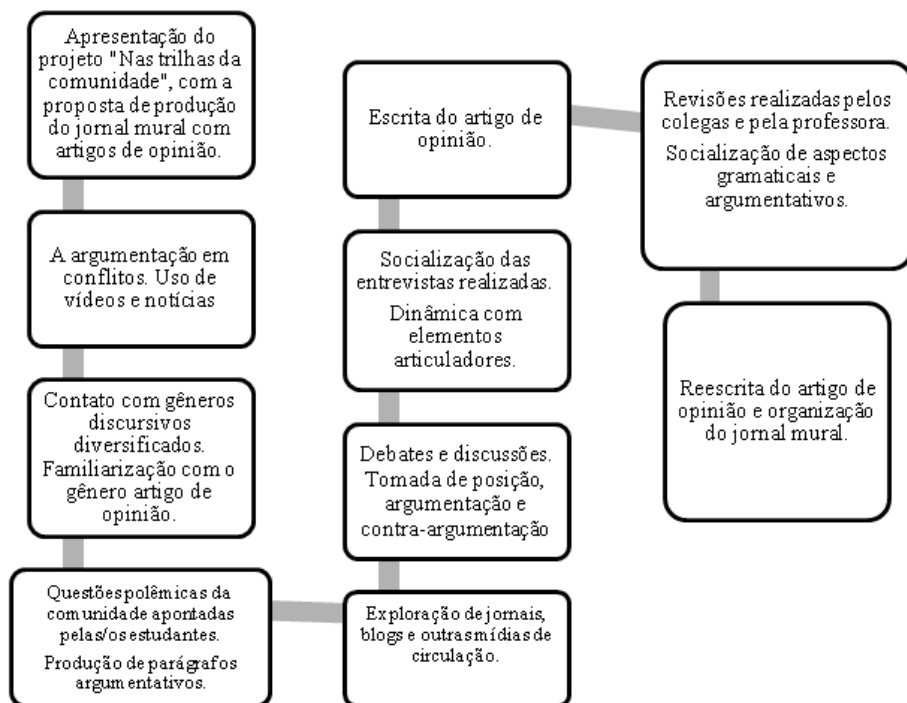 Apresentação do
projeto "Nas trilhas da
comunidade", com a
proposta de produção
do jornal mural com
artigos de opinião.
A argumentação em
conflitos. Uso de
vídeos e notícias
Contato com gêneros
discursivos
diversificados.
Familiarização com o
gênero artigo de
opinião.
Questões polêmicas da
comunidade apontadas
pelas/os estudantes.
Produção de parágrafos
argumentativos.
Exploração de jornais,
blogs e outras mídias de
circulação.
Debates e discussões.
Tomada de posição,
argumentação e
contra-argumentação
Socialização das
entrevistas realizadas.
Dinâmica com
elementos
articuladores.
Escrita do artigo de
opinião.
Revisões realizadas pelos
colegas e pela professora.
Socialização de aspectos
gramaticais e
argumentativos.
Reescrita do artigo de
opinião e organização
do jornal mural.